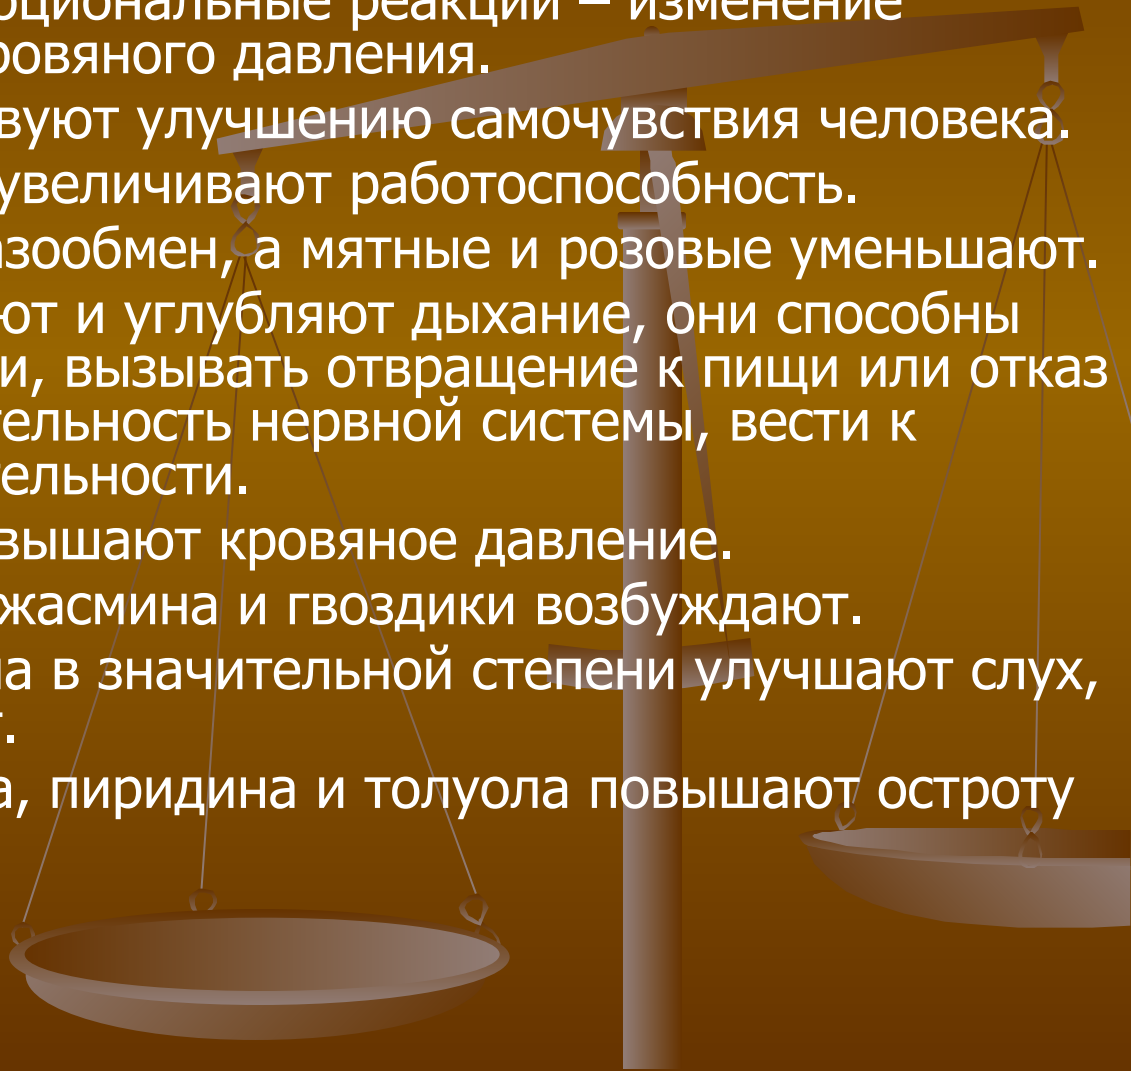 оциональные реакции – изменение
ровяного давления.
вуют улучшению самочувствия человека.
увеличивают работоспособность.
азообмен, а мятные и розовые уменьшают.
ют и углубляют дыхание, они способны
и, вызывать отвращение к пищи или отказ
тельность нервной системы, вести к
тельности.
вышают кровяное давление.
жасмина и гвоздики возбуждают.
на в значительной степени улучшают слух,
т.
а, пиридина и толуола повышают остроту